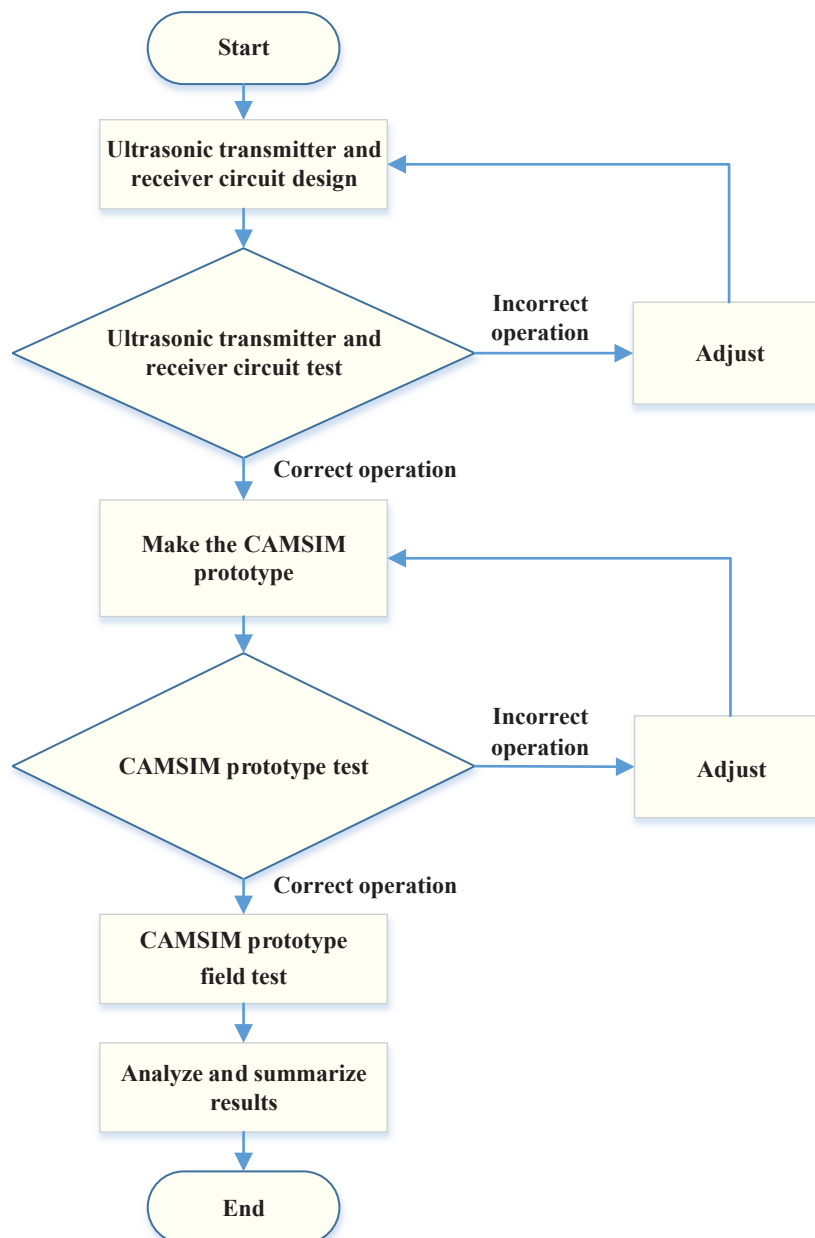 Start
Ultrasonic transmitter and
receiver circuit design
Ultrasonic transmitter and
receiver circuit test
Incorrect
operation
Adjust
Correct operation
Make the CAMSIM
prototype
CAMSIM prototype test
Incorrect
operation
Adjust
Correct operation
CAMSIM prototype
field test
Analyze and summarize
results
End